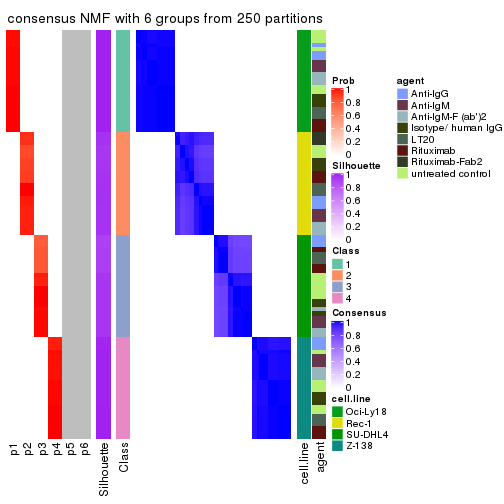 consensus NMF with 6 groups from 250 partitions
Prob
1
0.8
0.6
0.4
0.2
0
Silhouette
1
0.8
0.6
0.4
0.2
0
Class
1
2
3
4
Consensus
1
0.8
0.6
0.4
0.2
0
cell.line
Oci-Ly18
Rec-1
SU-DHL4
Z-138
agent
Anti-IgG
Anti-IgM
Anti-IgM-F (ab')2
Isotype/ human IgG
LT20
Rituximab
Rituximab-Fab2
untreated control
p1
p2
p3
p4
p5
p6
Silhouette
Class
cell.line
agent